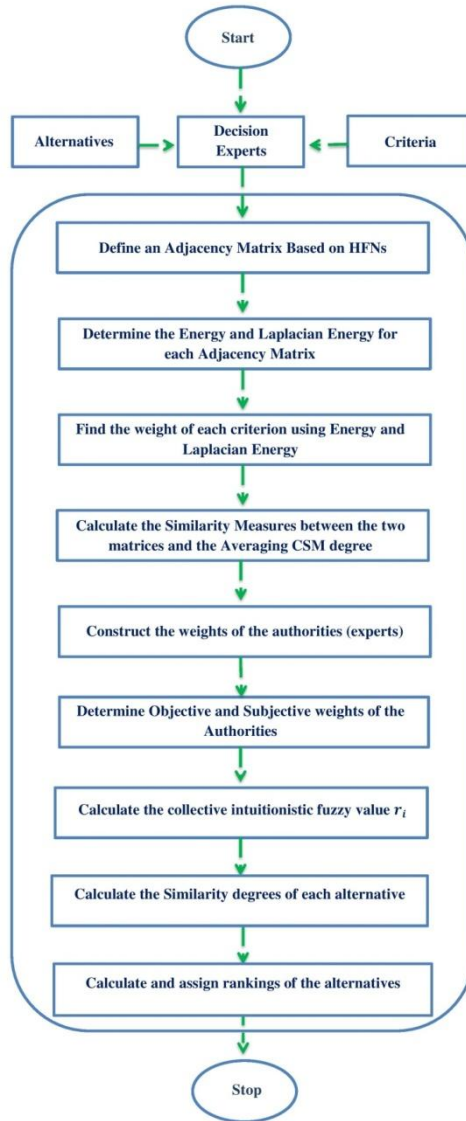 Start
Alternatives
Decision
Experts
Criteria
Define an Adjacency Matrix Based on HFNs
Determine the Energy and Laplacian Energy for
each Adjacency Matrix
Find the weight of each criterion using Energy and
Laplacian Energy
Calculate the Similarity Measures between the two
matrices and the Averaging CSM degree
Construct the weights of the authorities (experts)
Determine Objective and Subjective weights of the
Authorities
Calculate the collective intuitionistic fuzzy value rᵢ
Calculate the Similarity degrees of each alternative
Calculate and assign rankings of the alternatives
Stop